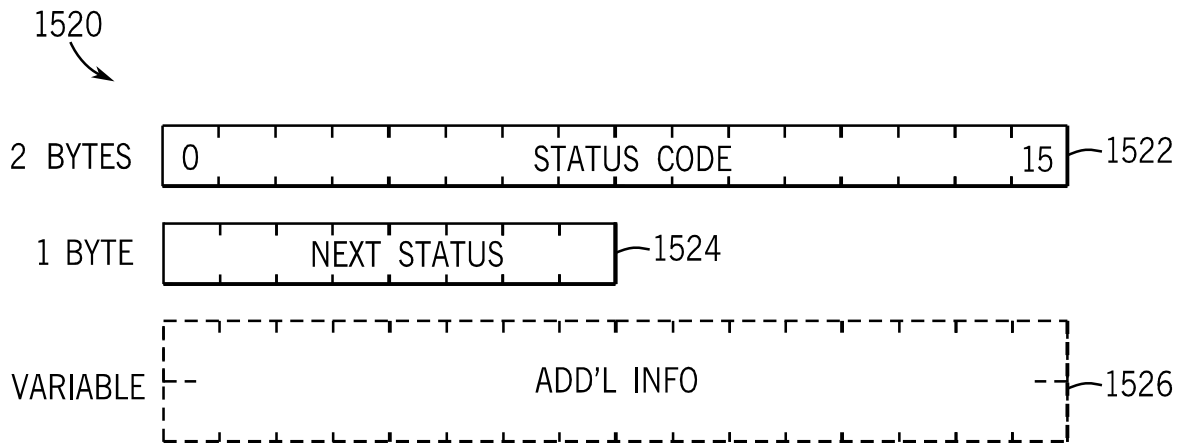 1520
2 BYTES 0 STATUS CODE 15 1522
1 BYTE NEXT STATUS 1524
VARIABLE ADD'L INFO 1526